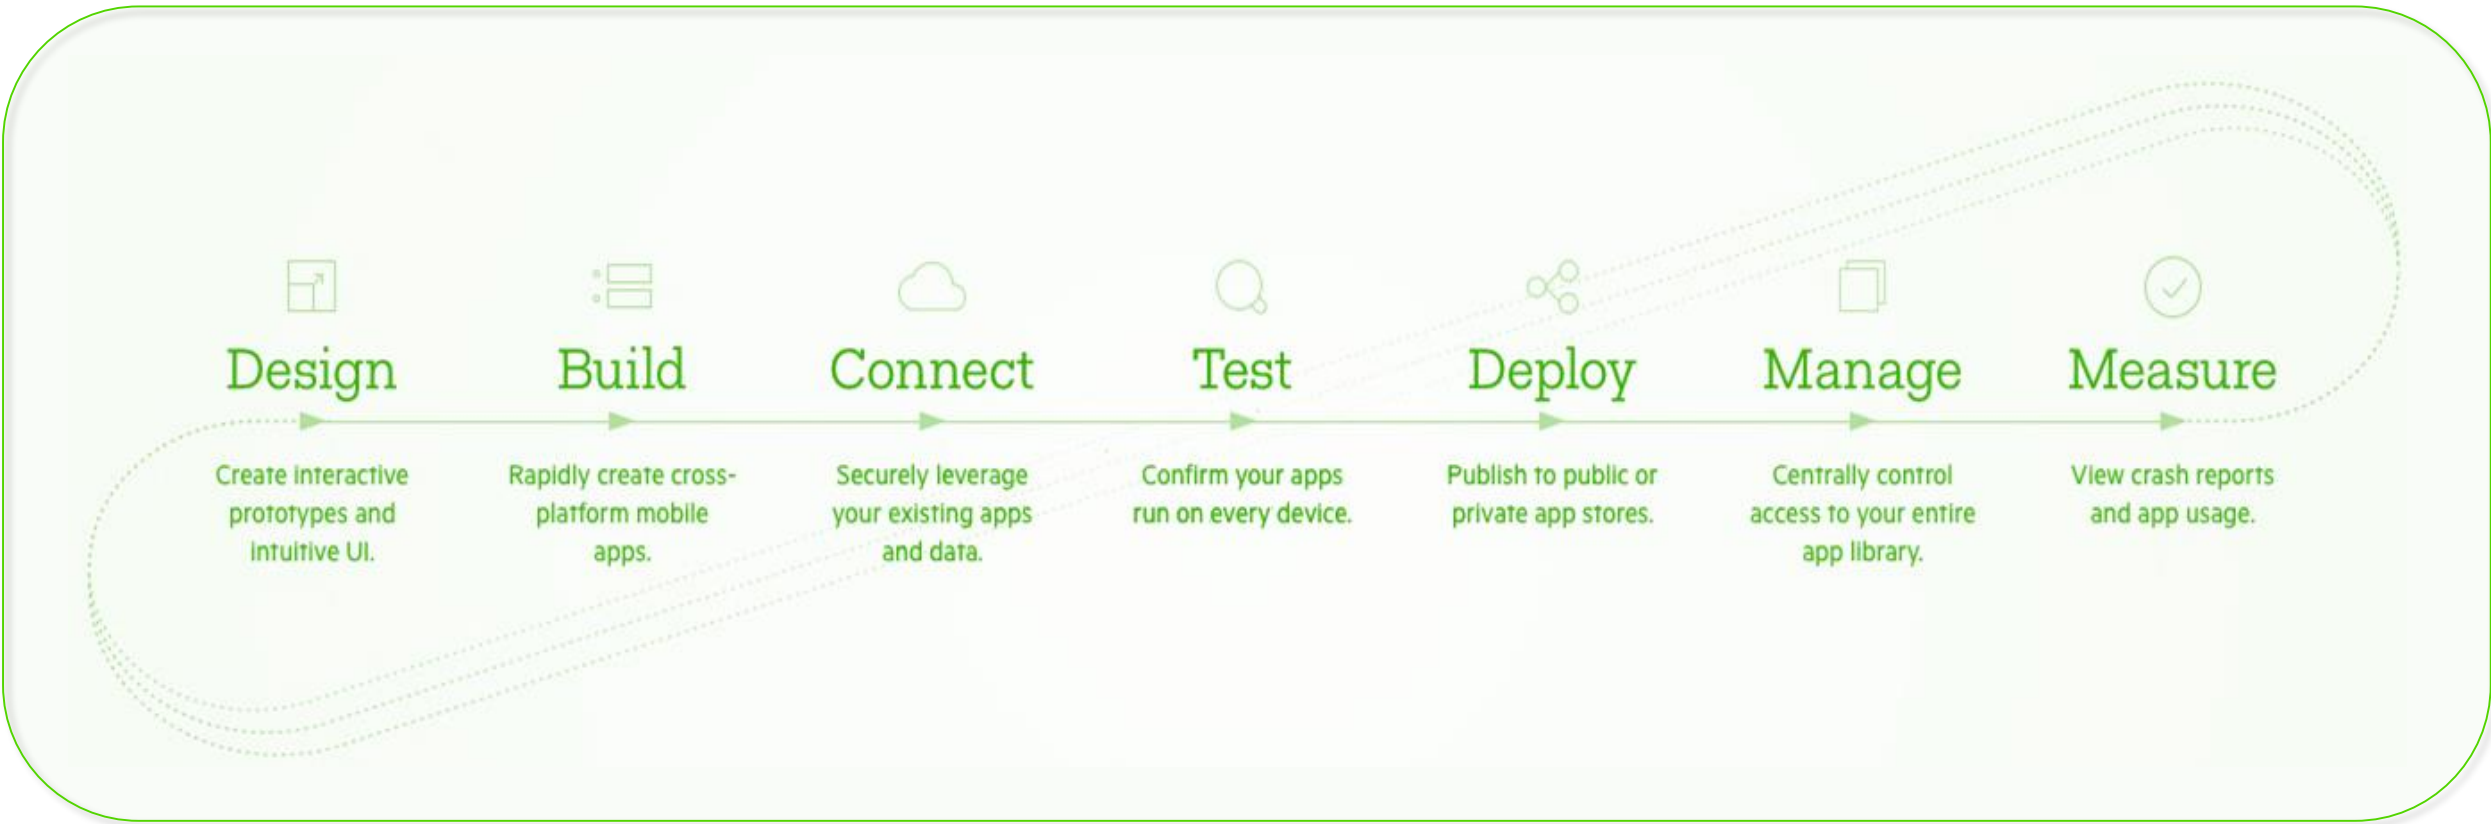 Design
Create interactive
prototypes and
intuitive UI.
Build
Rapidly create cross-
platform mobile
apps.
Connect
Securely leverage
your existing apps
and data.
Test
Confirm your apps
run on every device.
Deploy
Publish to public or
private app stores.
Manage
Centrally control
access to your entire
app library.
Measure
View crash reports
and app usage.